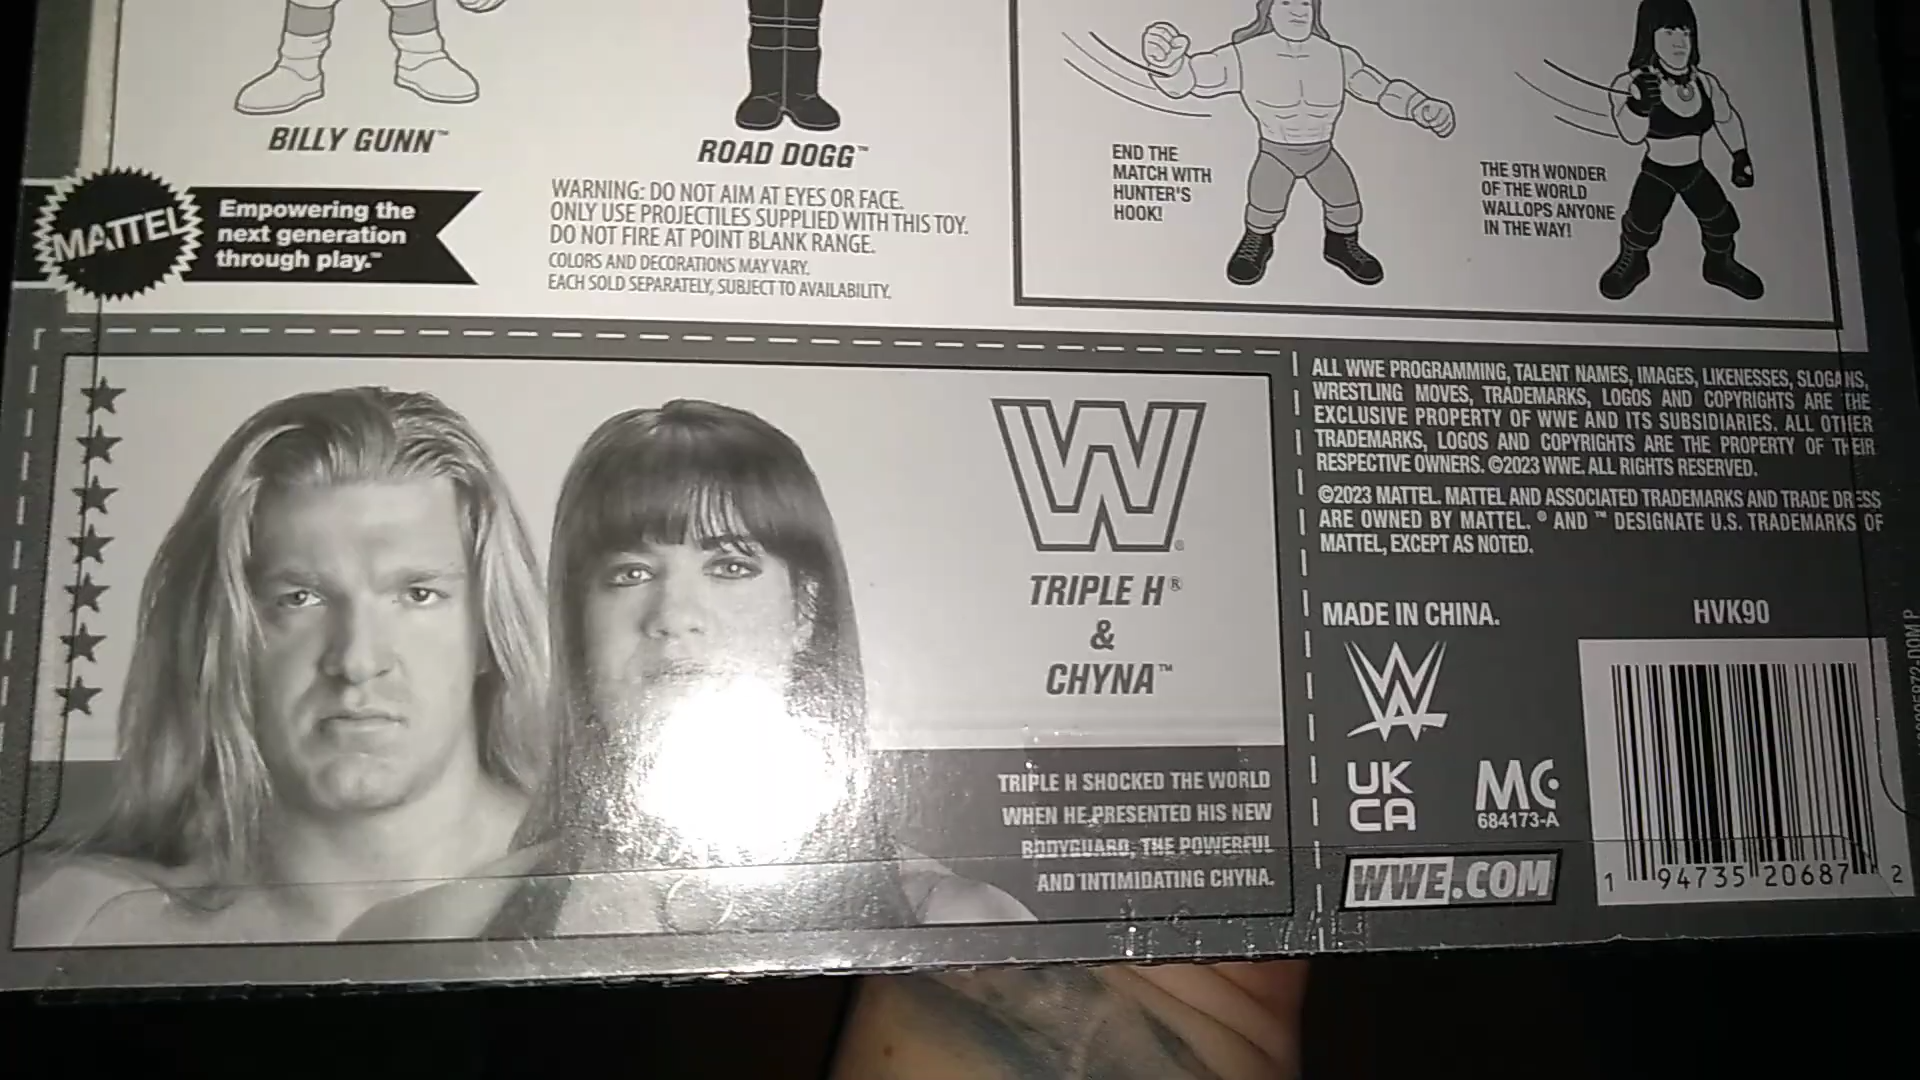 BILLY GUNN™
ROAD DOGG™
WARNING: DO NOT AIM AT EYES OR FACE.
ONLY USE PROJECTILES SUPPLIED WITH THIS TOY.
DO NOT FIRE AT POINT BLANK RANGE.
COLORS AND DECORATIONS MAY VARY.
EACH SOLD SEPARATELY, SUBJECT TO AVAILABILITY.
MATTEL
Empowering the
next generation
through play.™
END THE
MATCH WITH
HUNTER'S
HOOK!
THE 9TH WONDER
OF THE WORLD
WALLOPS ANYONE
IN THE WAY!
W®
TRIPLE H®
&
CHYNA™
TRIPLE H SHOCKED THE WORLD
WHEN HE PRESENTED HIS NEW
BODYGUARD, THE POWERFUL
AND INTIMIDATING CHYNA.
ALL WWE PROGRAMMING, TALENT NAMES, IMAGES, LIKENESSES, SLOGANS,
WRESTLING MOVES, TRADEMARKS, LOGOS AND COPYRIGHTS ARE THE
EXCLUSIVE PROPERTY OF WWE AND ITS SUBSIDIARIES. ALL OTHER
TRADEMARKS, LOGOS AND COPYRIGHTS ARE THE PROPERTY OF THEIR
RESPECTIVE OWNERS. ©2023 WWE. ALL RIGHTS RESERVED.
©2023 MATTEL. MATTEL AND ASSOCIATED TRADEMARKS AND TRADE DRESS
ARE OWNED BY MATTEL. ® AND ™ DESIGNATE U.S. TRADEMARKS OF
MATTEL, EXCEPT AS NOTED.
MADE IN CHINA.
HVK90
W
UK
CA
MC
684173-A
WWE.COM
1 94735 20687 2